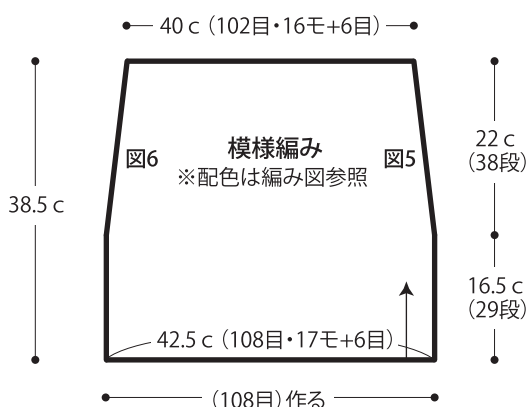 40 c（102目・16モ+6目）
図6
模様編み
図5
※配色は編み図参照
22 c
（38段）
38.5 c
16.5 c
（29段）
42.5 c（108目・17モ+6目）
（108目）作る